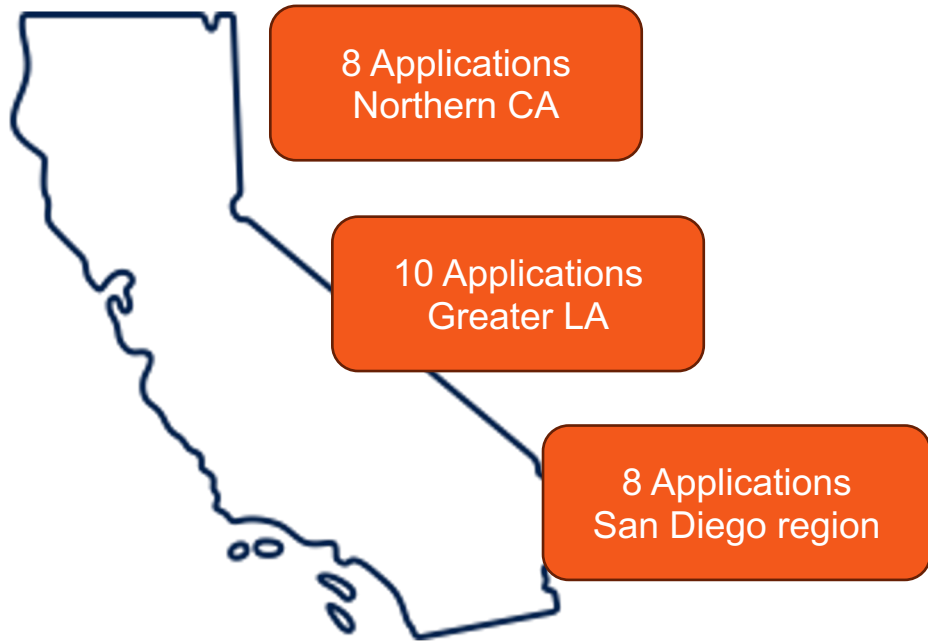 8 Applications
Northern CA
10 Applications
Greater LA
8 Applications
San Diego region